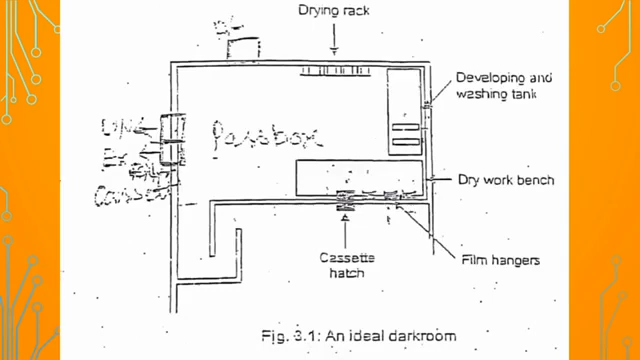 Drying rack
Developing and
washing tank
Passbox
Dry work bench
Cassette
hatch
Film hangers
Fig. 3.1: An ideal darkroom